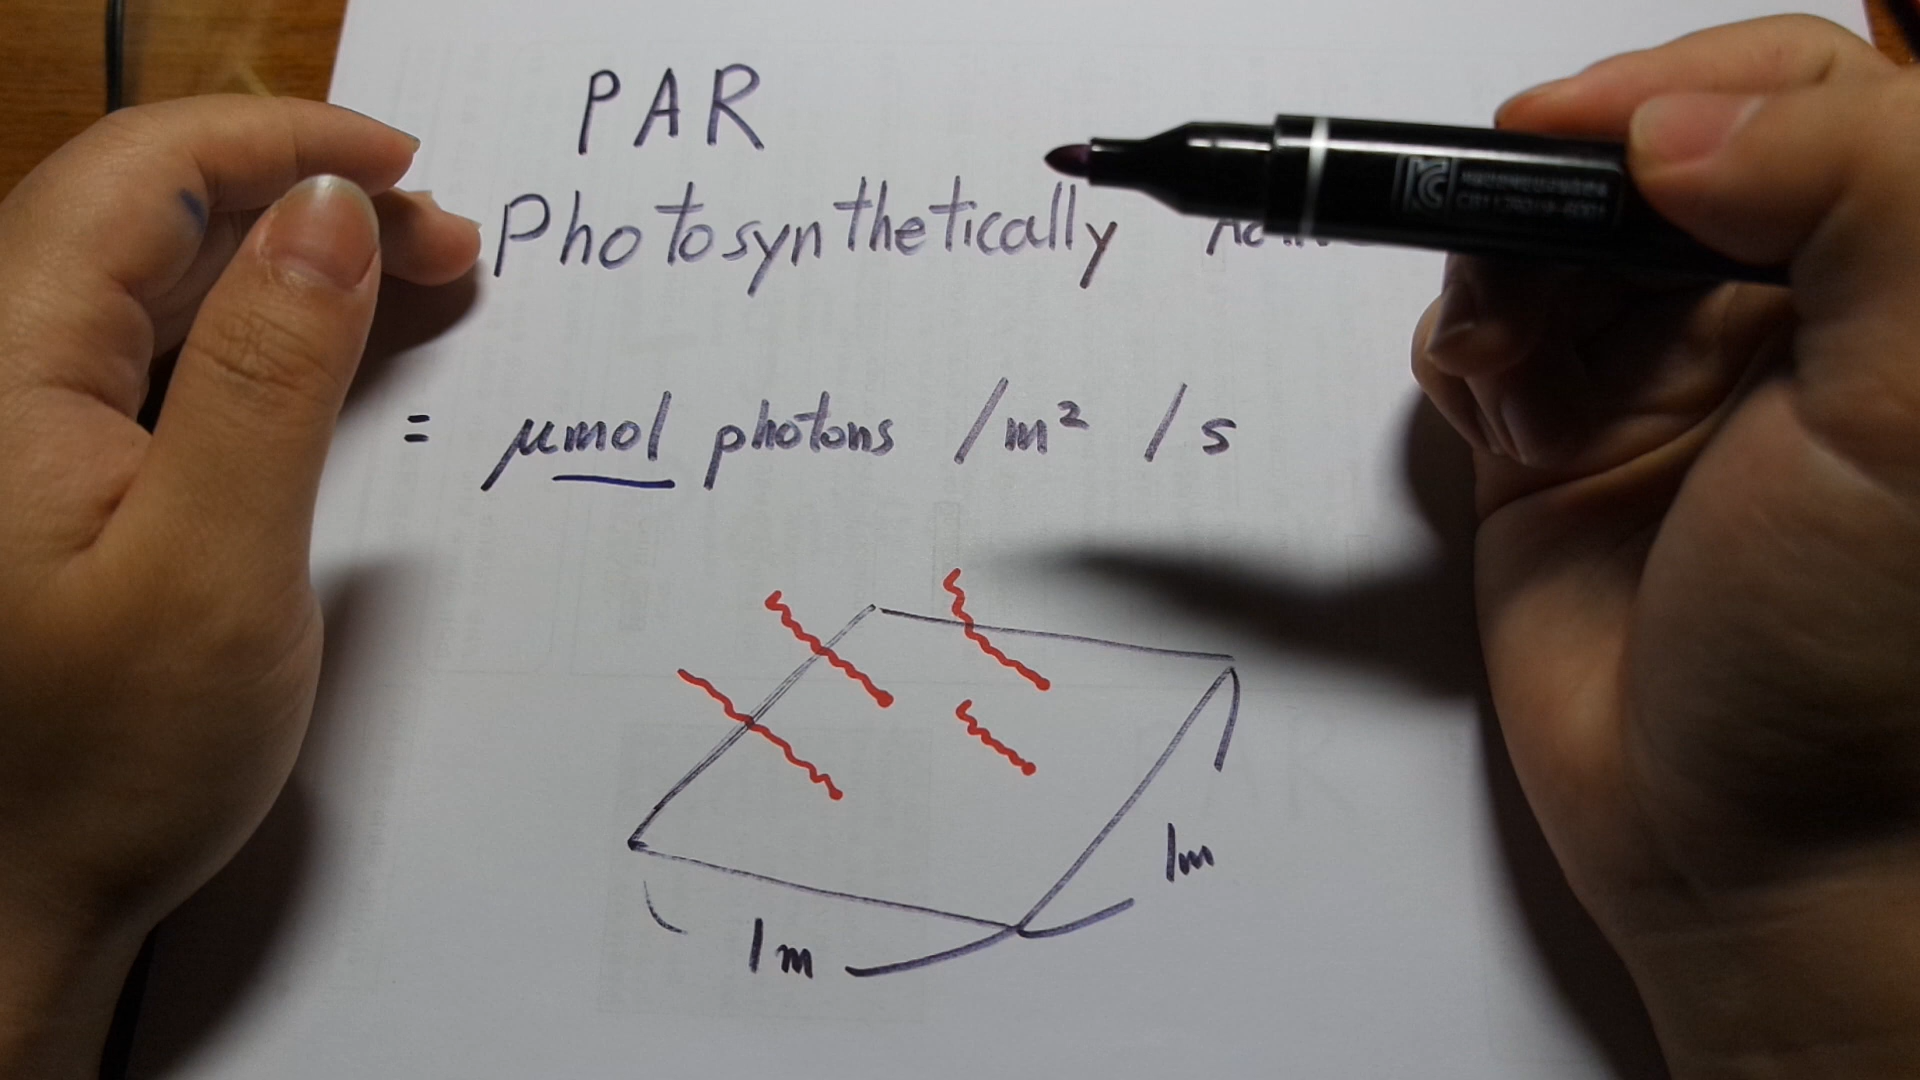 PAR
Photosynthetically
= μmol photons /m² /s
1m
1m